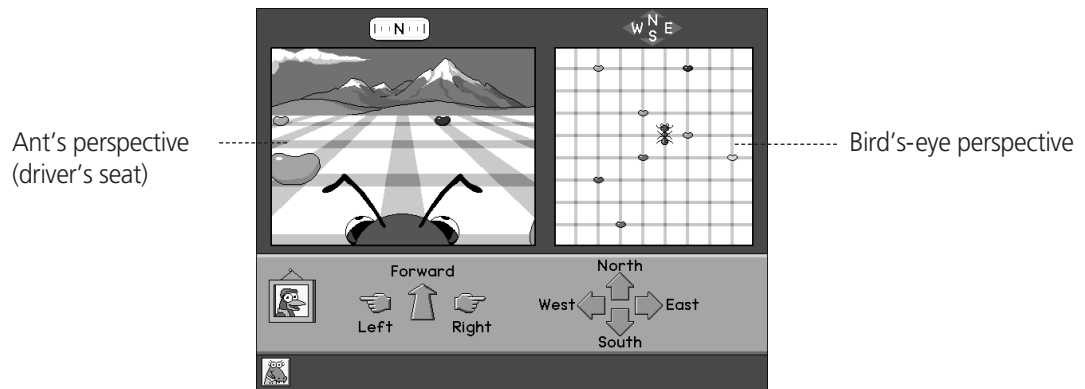 N
N
W E
S
Ant's perspective
(driver's seat)
Bird's-eye perspective
Forward
Left
Right
North
West
East
South